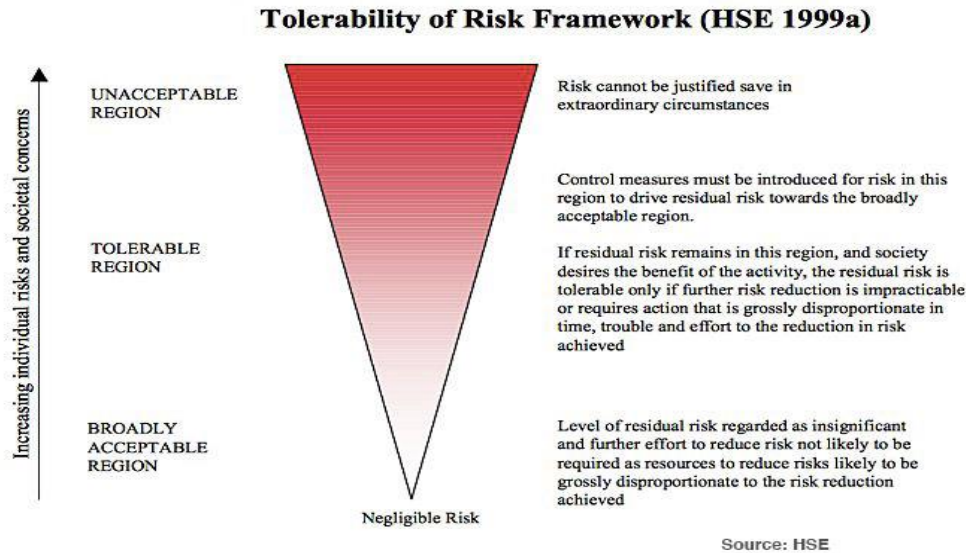 Tolerability of Risk Framework (HSE 1999a)
Increasing individual risks and societal concerns
UNACCEPTABLE
REGION
Risk cannot be justified save in
extraordinary circumstances
TOLERABLE
REGION
Control measures must be introduced for risk in this
region to drive residual risk towards the broadly
acceptable region.
If residual risk remains in this region, and society
desires the benefit of the activity, the residual risk is
tolerable only if further risk reduction is impracticable
or requires action that is grossly disproportionate in
time, trouble and effort to the reduction in risk
achieved
BROADLY
ACCEPTABLE
REGION
Level of residual risk regarded as insignificant
and further effort to reduce risk not likely to be
required as resources to reduce risks likely to be
grossly disproportionate to the risk reduction
achieved
Negligible Risk
Source: HSE